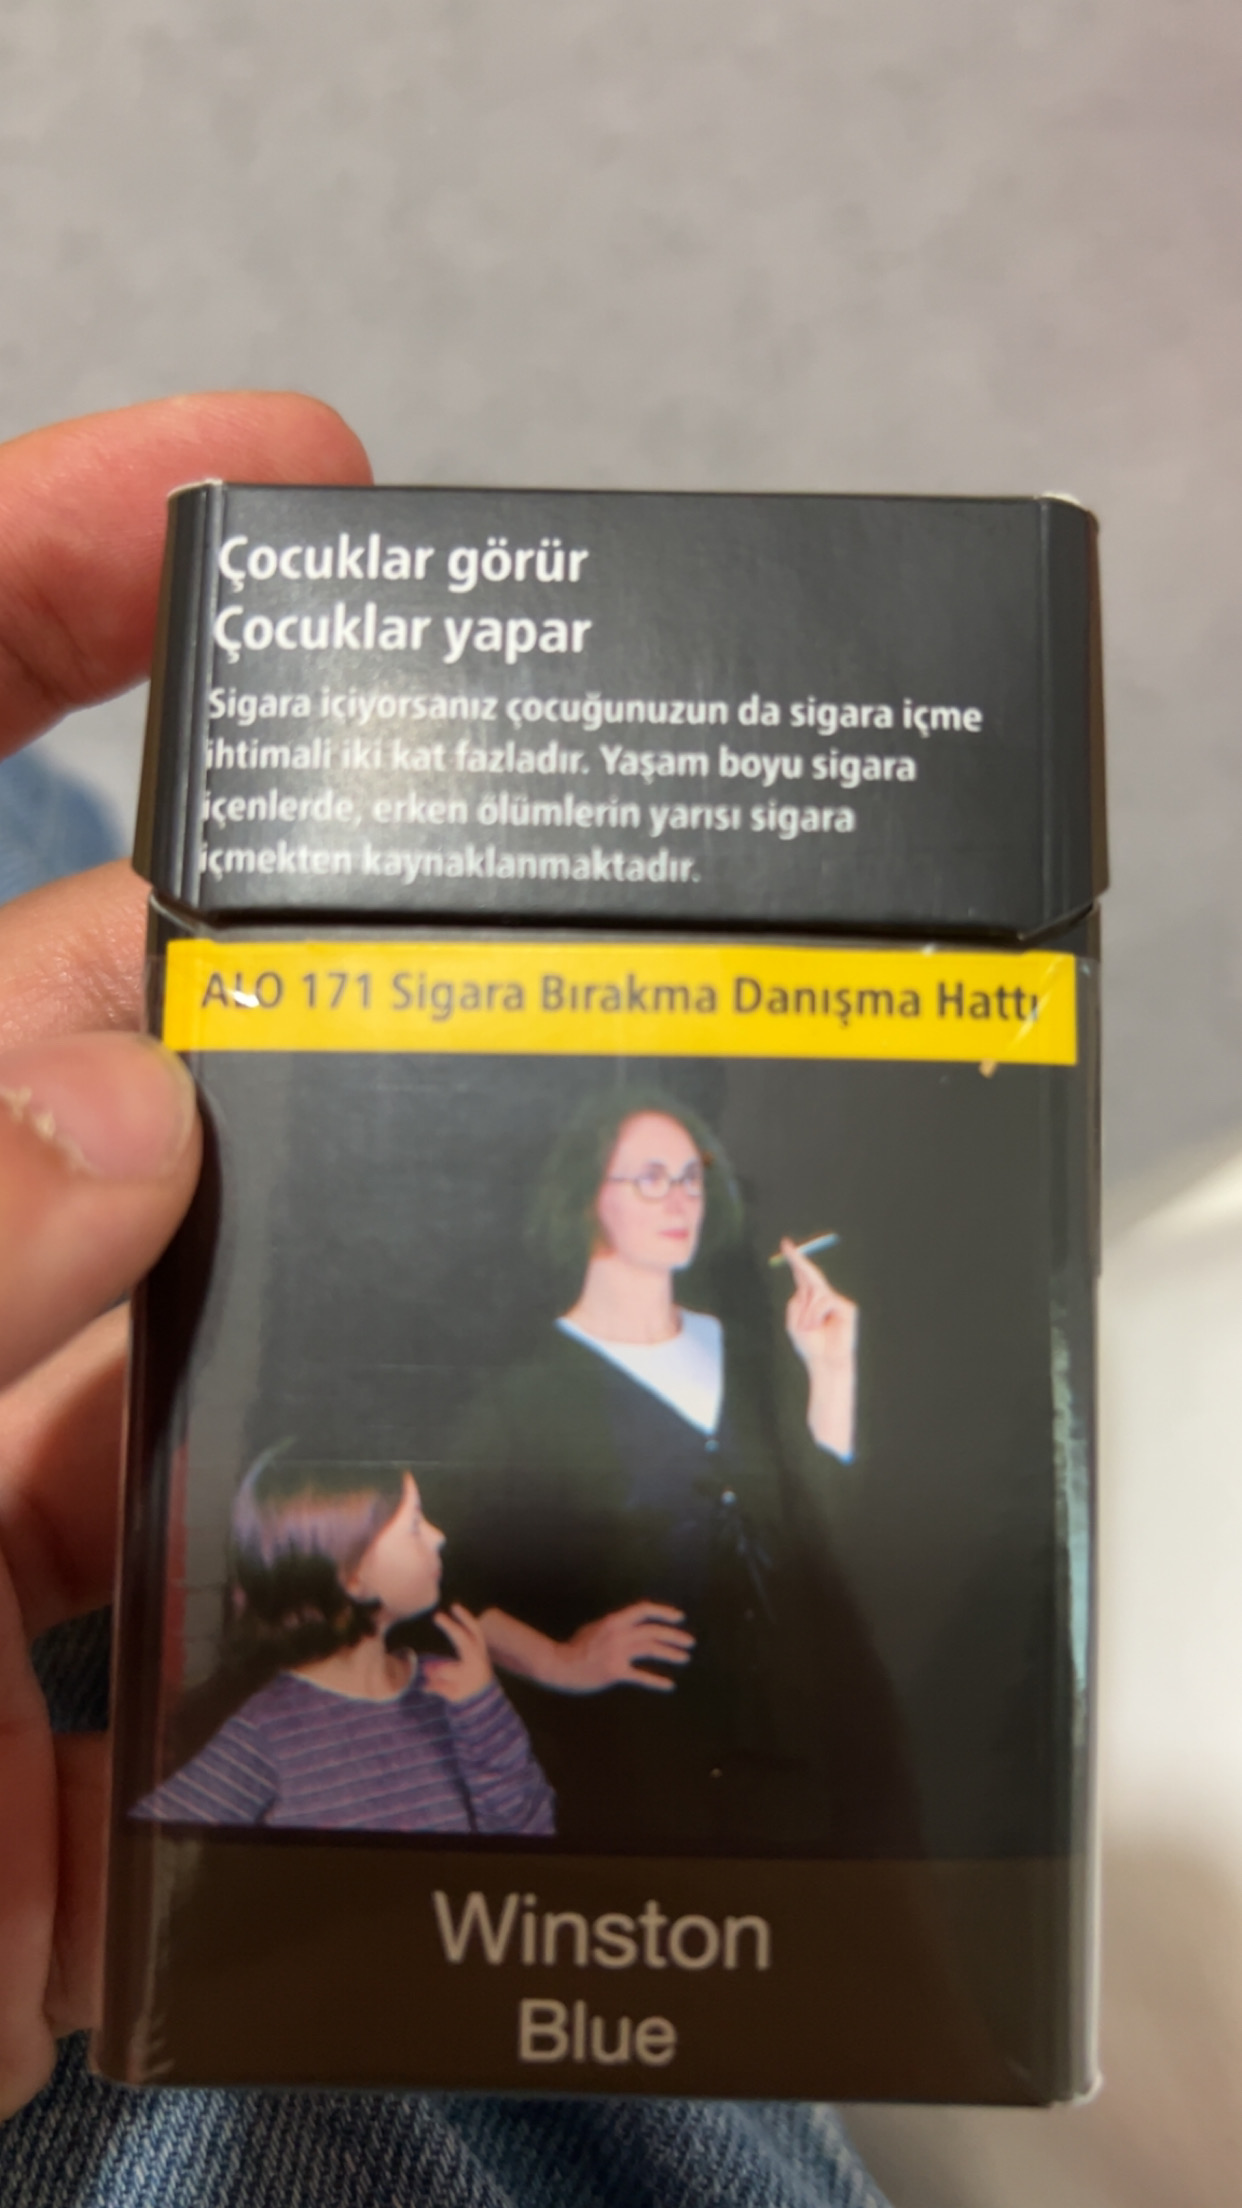 Çocuklar görür
Çocuklar yapar
Sigara içiyorsanız çocuğunuzun da sigara içme
ihtimali iki kat fazladır. Yaşam boyu sigara
içenlerde, erken ölümlerin yarısı sigara
içmekten kaynaklanmaktadır.
ALO 171 Sigara Bırakma Danışma Hattı
Winston
Blue